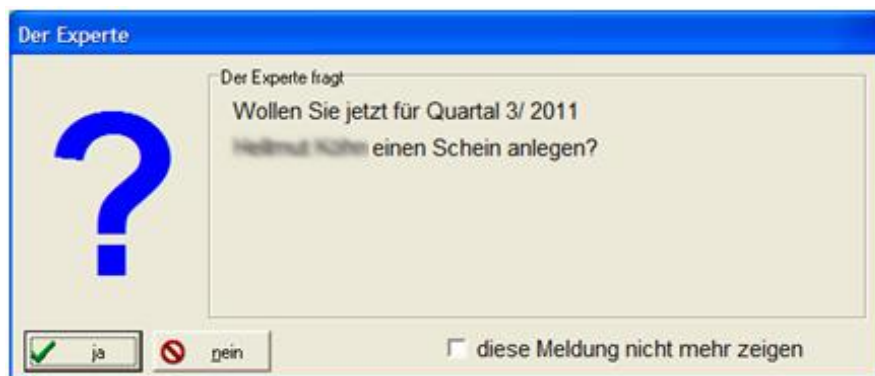 Der Experte
Der Experte fragt
Wollen Sie jetzt für Quartal 3/ 2011
einen Schein anlegen?
ja
nein
diese Meldung nicht mehr zeigen